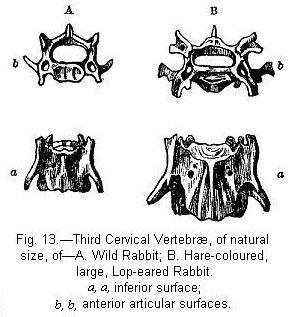 A B
b b
a a
Fig. 13.—Third Cervical Vertebræ, of natural
size, of—A. Wild Rabbit; B. Hare-coloured,
large, Lop-eared Rabbit.
a, a, inferior surface;
b, b, anterior articular surfaces.